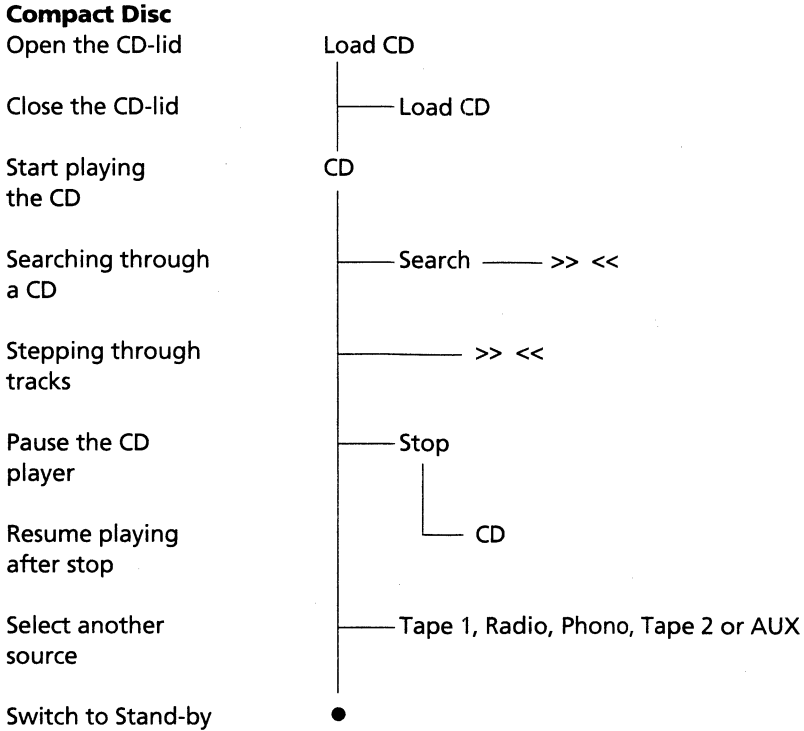 Compact Disc
Open the CD-lid Load CD
Close the CD-lid Load CD
Start playing CD
the CD
Searching through Search >> <<
a CD
Stepping through >> <<
tracks
Pause the CD Stop
player
Resume playing CD
after stop
Select another Tape 1, Radio, Phono, Tape 2 or AUX
source
Switch to Stand-by ●